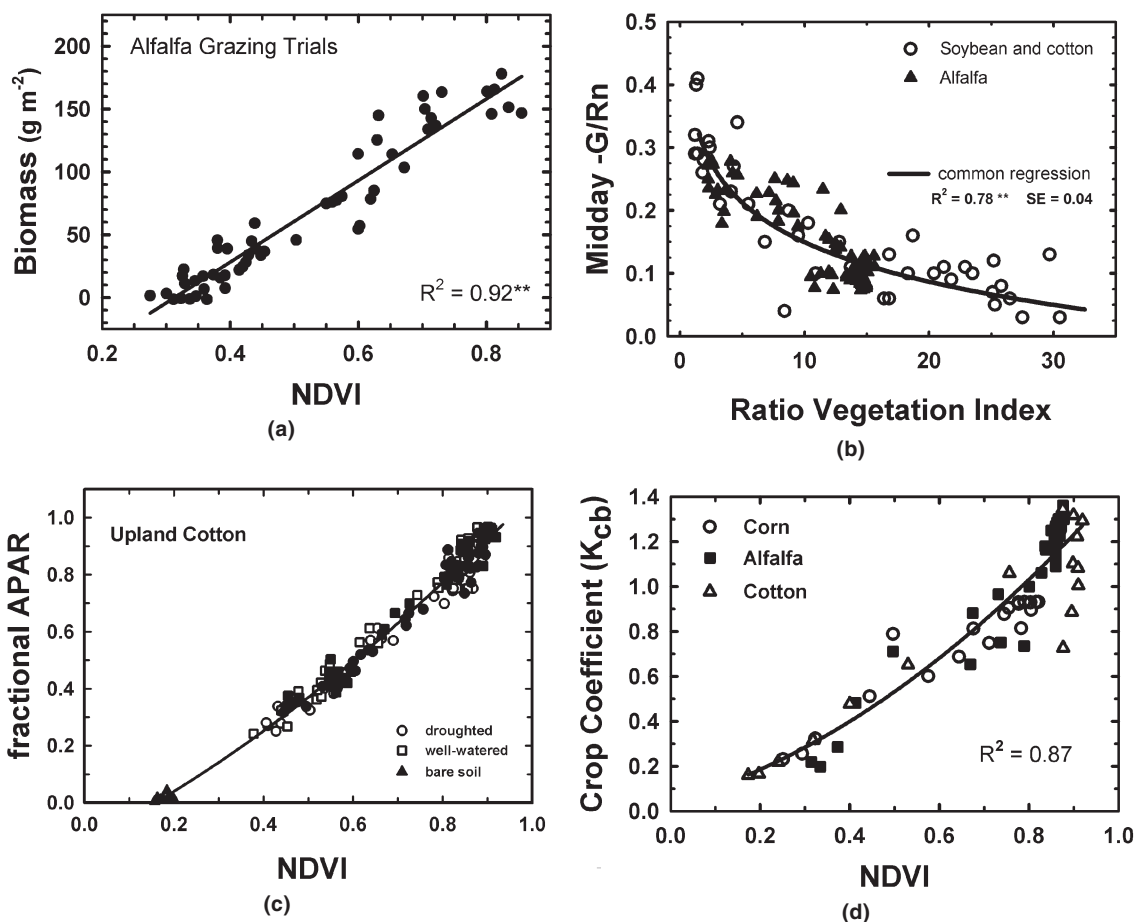 Alfalfa Grazing Trials
R² = 0.92**
Biomass (g m⁻²)
200
150
100
50
0
0.2 0.4 0.6 0.8
NDVI
(a)
Soybean and cotton
Alfalfa
common regression
R² = 0.78 ** SE = 0.04
Midday -G/Rn
0.5
0.4
0.3
0.2
0.1
0.0
0 10 20 30
Ratio Vegetation Index
(b)
Upland Cotton
droughted
well-watered
bare soil
fractional APAR
1.0
0.8
0.6
0.4
0.2
0.0
0.0 0.2 0.4 0.6 0.8 1.0
NDVI
(c)
Corn
Alfalfa
Cotton
R² = 0.87
Crop Coefficient (Kcb)
1.4
1.2
1.0
0.8
0.6
0.4
0.2
0.0
0.0 0.2 0.4 0.6 0.8 1.0
NDVI
(d)